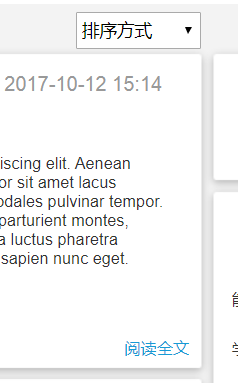 排序方式
2017-10-12 15:14
iscing elit. Aenean
or sit amet lacus
odales pulvinar tempor.
parturient montes,
a luctus pharetra
sapien nunc eget.
阅读全文